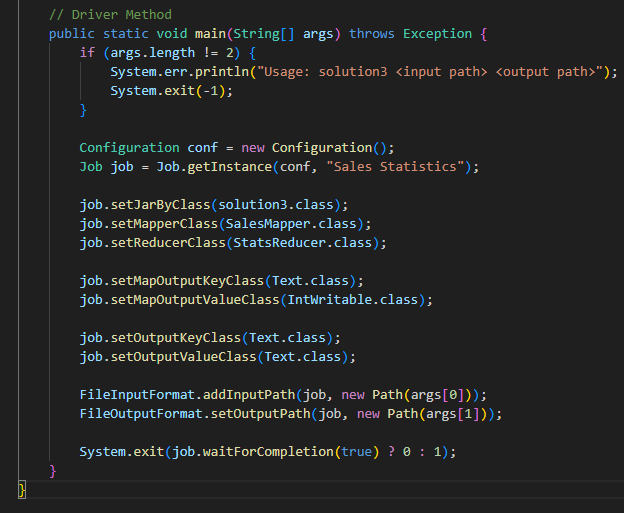 // Driver Method
public static void main(String[] args) throws Exception {
if (args.length != 2) {
System.err.println("Usage: solution3 <input path> <output path>");
System.exit(-1);
}
Configuration conf = new Configuration();
Job job = Job.getInstance(conf, "Sales Statistics");
job.setJarByClass(solution3.class);
job.setMapperClass(SalesMapper.class);
job.setReducerClass(StatsReducer.class);
job.setMapOutputKeyClass(Text.class);
job.setMapOutputValueClass(IntWritable.class);
job.setOutputKeyClass(Text.class);
job.setOutputValueClass(Text.class);
FileInputFormat.addInputPath(job, new Path(args[0]));
FileOutputFormat.setOutputPath(job, new Path(args[1]));
System.exit(job.waitForCompletion(true) ? 0 : 1);
}
}